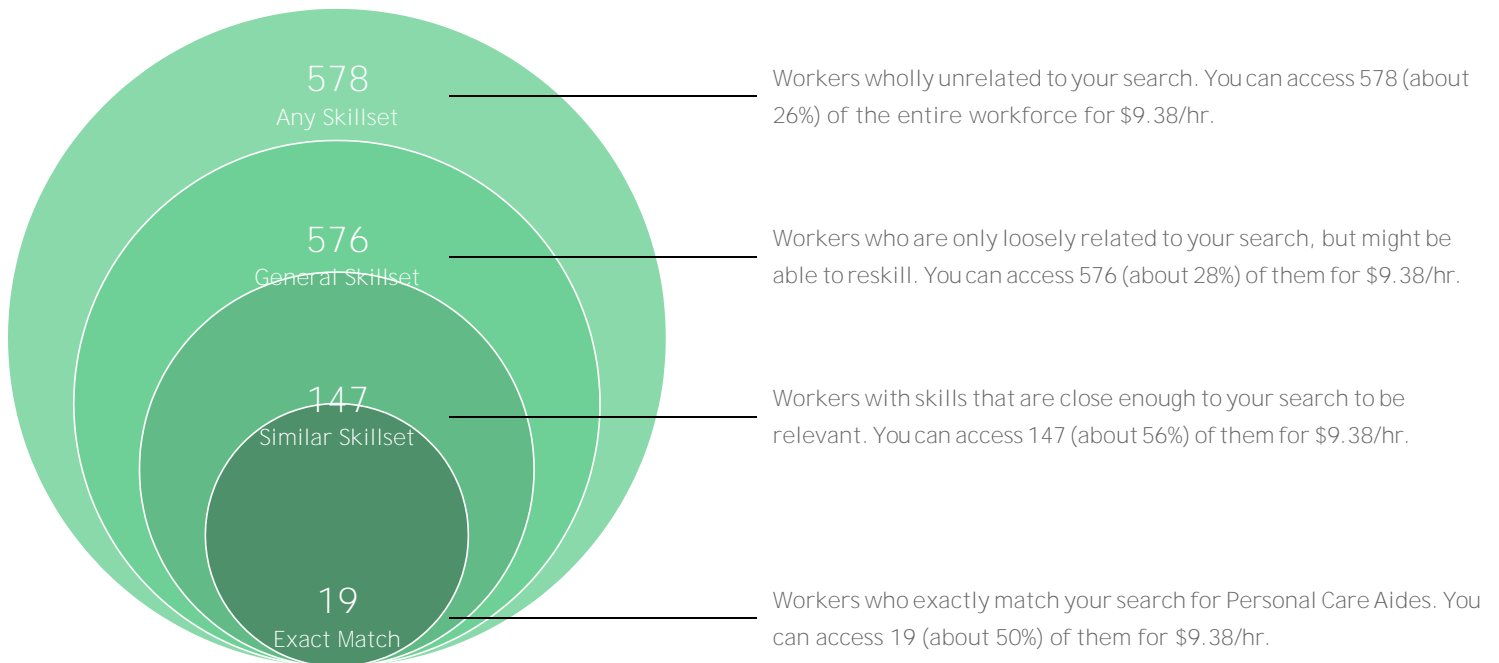 578
Any Skillset
Workers wholly unrelated to your search. You can access 578 (about
26%) of the entire workforce for $9.38/hr.
576
General Skillset
Workers who are only loosely related to your search, but might be
able to reskill. You can access 576 (about 28%) of them for $9.38/hr.
147
Similar Skillset
Workers with skills that are close enough to your search to be
relevant. You can access 147 (about 56%) of them for $9.38/hr.
19
Exact Match
Workers who exactly match your search for Personal Care Aides. You
can access 19 (about 50%) of them for $9.38/hr.